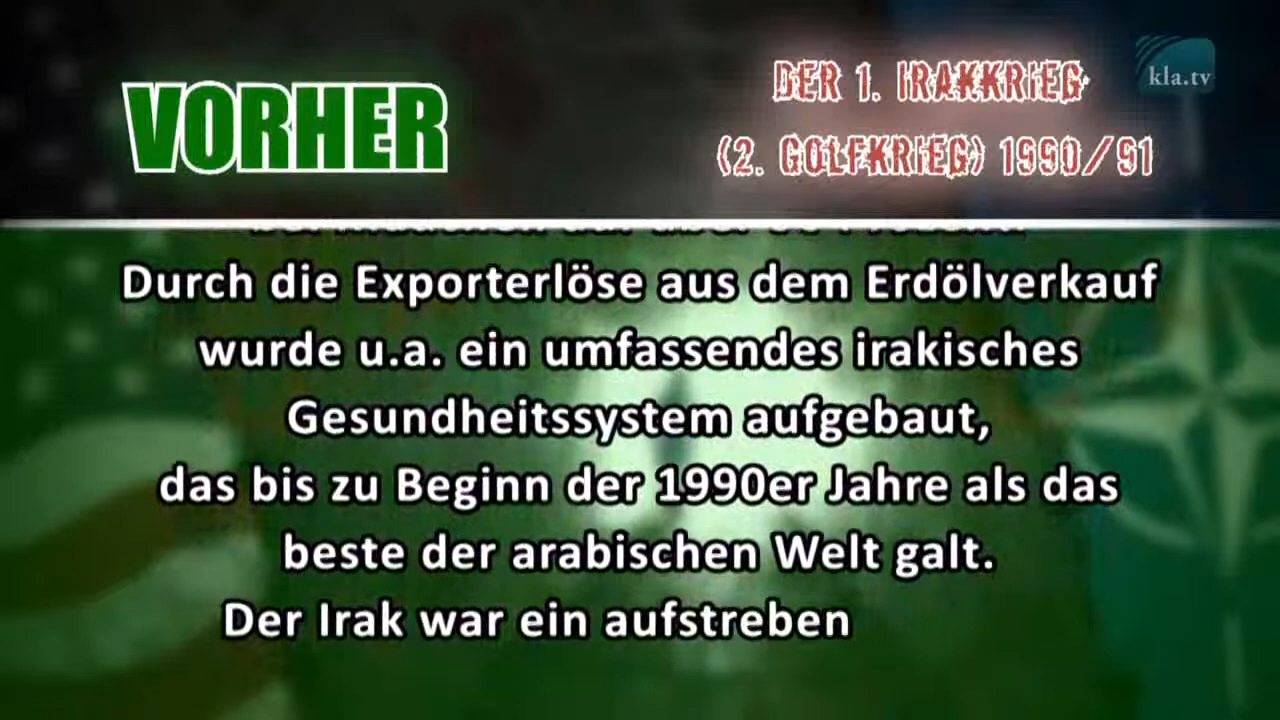 VORHER
DER 1. IRAKKRIEG
(2. GOLFKRIEG) 1990/91
kla.tv
Durch die Exporterlöse aus dem Erdölverkauf
wurde u.a. ein umfassendes irakisches
Gesundheitssystem aufgebaut,
das bis zu Beginn der 1990er Jahre als das
beste der arabischen Welt galt.
Der Irak war ein aufstreben